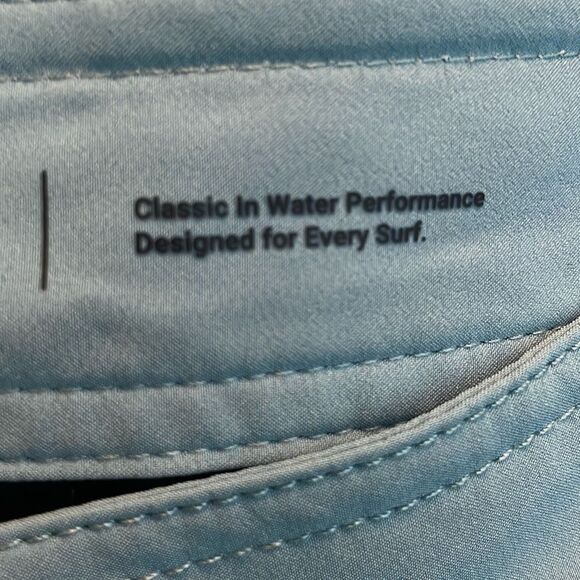 Classic In Water Performance
Designed for Every Surf.